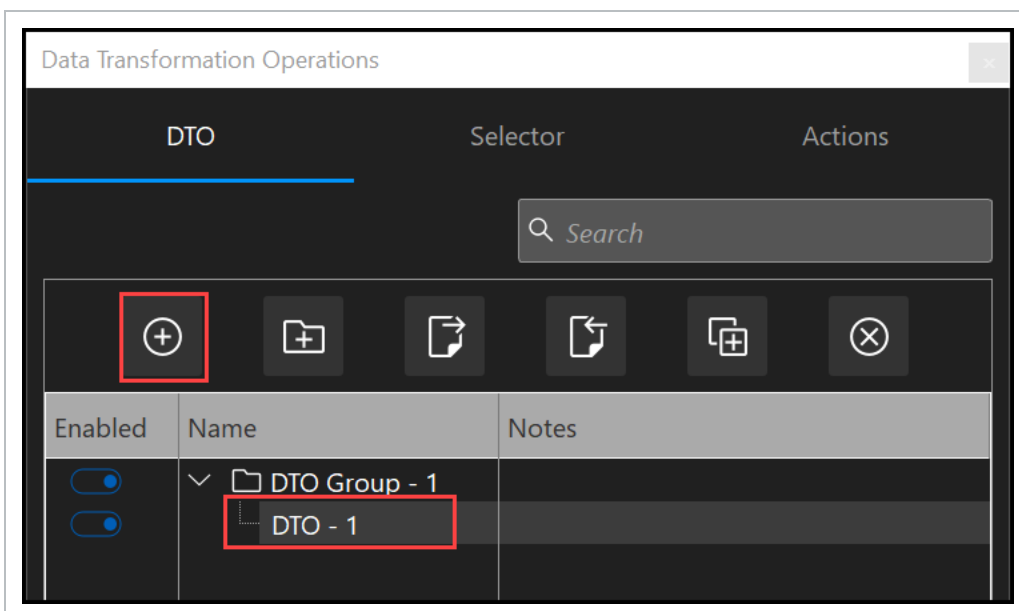 Data Transformation Operations
DTO Selector Actions
Search
Enabled Name Notes
DTO Group - 1
DTO - 1